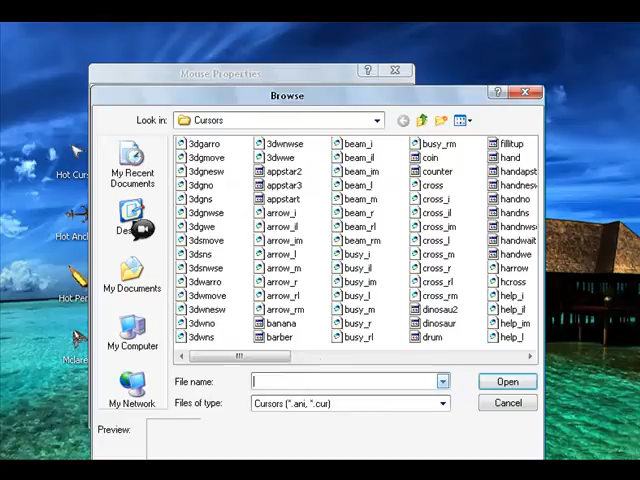 Mouse Properties
Browse
Look in:
Cursors
My Recent
Documents
My Documents
My Computer
My Network
3dgarro
3dgmove
3dgnesw
3dgno
3dgns
3dgnwse
3dgwe
3dsmove
3dsns
3dsnwse
3dwarro
3dwmove
3dwnesw
3dwno
3dwns
3dwnwse
3dwwe
appstar2
appstar3
appstart
arrow_i
arrow_il
arrow_im
arrow_l
arrow_m
arrow_r
arrow_rl
arrow_rm
banana
barber
beam_i
beam_il
beam_im
beam_l
beam_m
beam_r
beam_rl
beam_rm
busy_i
busy_il
busy_im
busy_l
busy_m
busy_r
busy_rl
busy_rm
coin
counter
cross
cross_i
cross_il
cross_im
cross_l
cross_m
cross_r
cross_rl
cross_rm
dinosau2
dinosaur
drum
fillitup
hand
handapst
handnesw
handno
handns
handnws
handwait
handwe
harrow
hcross
help_i
help_il
help_im
help_l
File name:
Open
Files of type:
Cursors (*.ani, *.cur)
Cancel
Preview:
Hot Curs
Hot Anc
Hot Per
Mclare